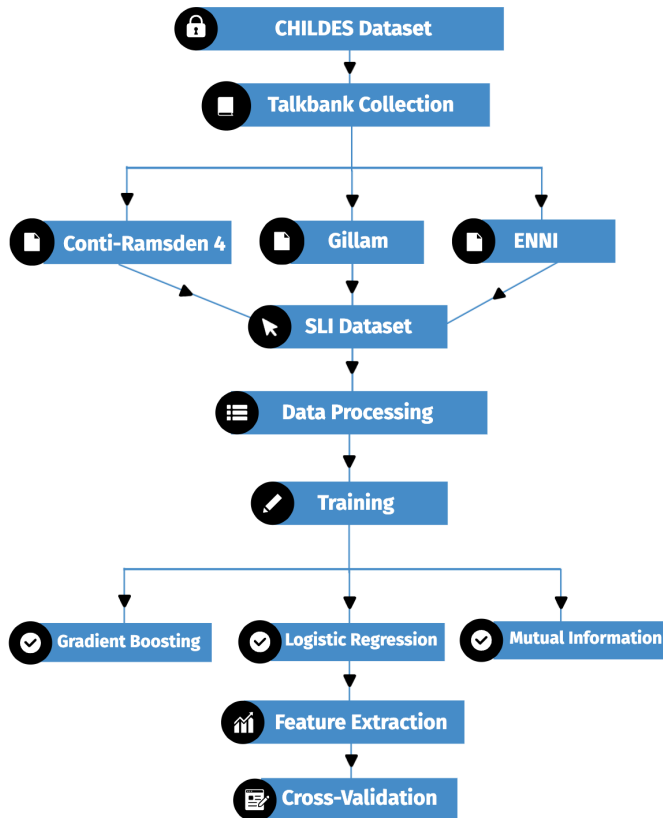 CHILDES Dataset
Talkbank Collection
Conti-Ramsden 4
Gillam
ENNI
SLI Dataset
Data Processing
Training
Gradient Boosting
Logistic Regression
Mutual Information
Feature Extraction
Cross-Validation